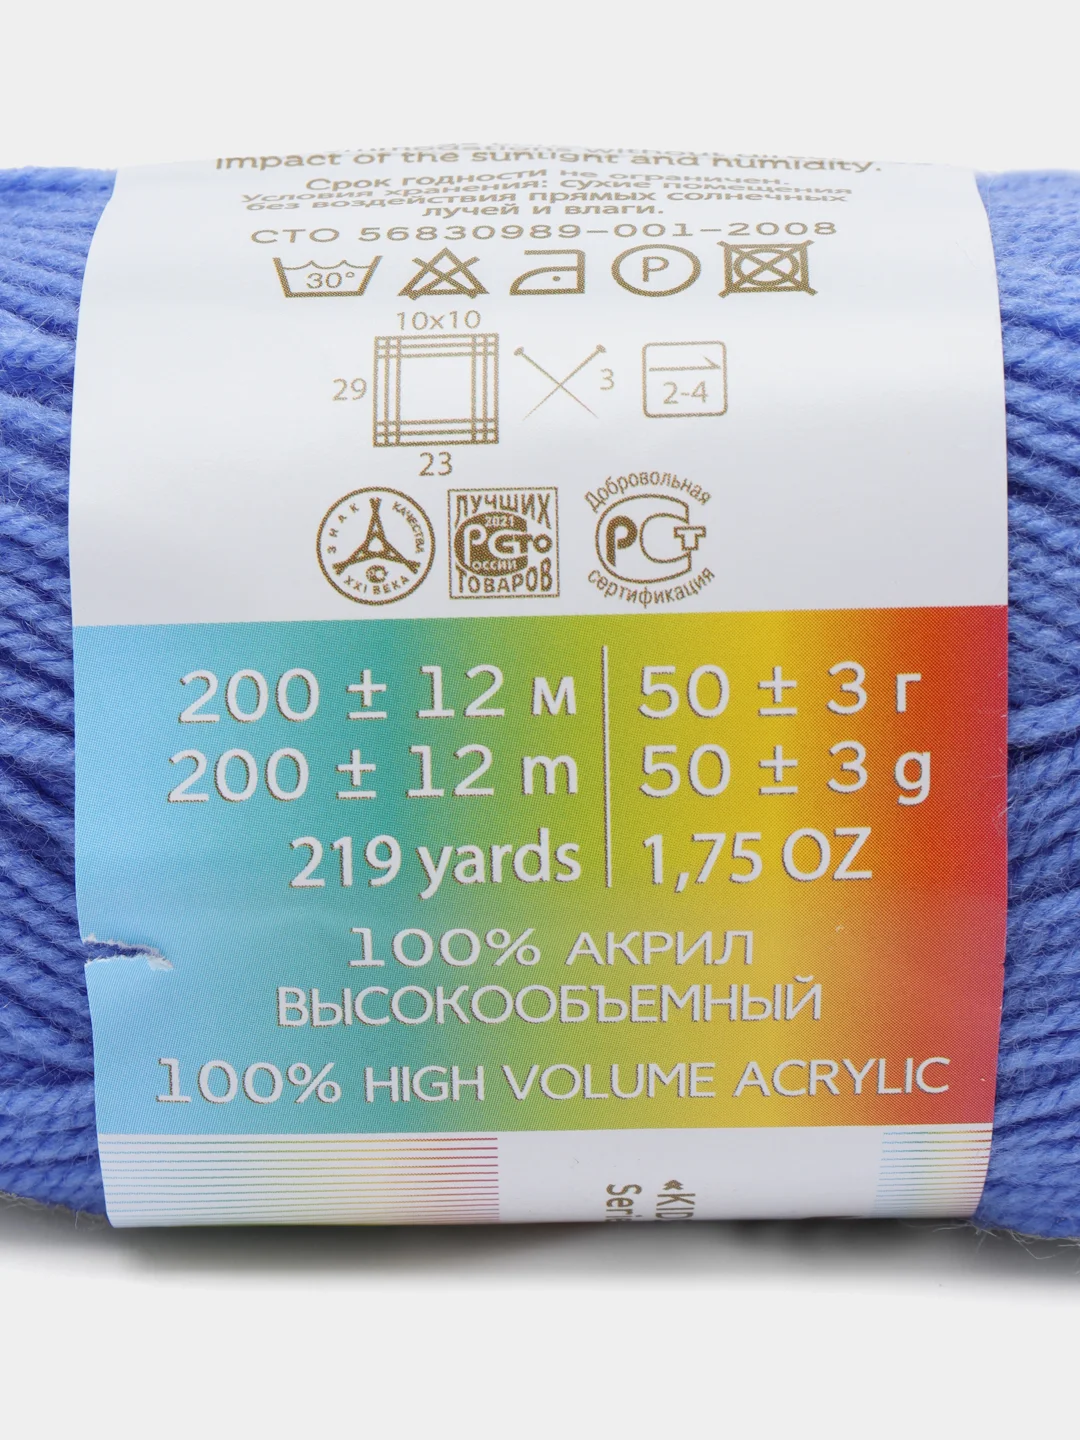 impact of the sunlight and humidity.
Срок годности не ограничен.
Условия хранения: сухие помещения
без воздействия прямых солнечных
лучей и влаги.
СТО 56830989-001-2008
30°
P
10x10
29
3
2-4
23
ЗНАК КАЧЕСТВА
XXI ВЕКА
100 ЛУЧШИХ
2021
РОССИИ
ТОВАРОВ
Добровольная
РСТ
сертификация
200 ± 12 м 50 ± 3 г
200 ± 12 m 50 ± 3 g
219 yards 1,75 OZ
100% АКРИЛ
ВЫСОКООБЪЕМНЫЙ
100% HIGH VOLUME ACRYLIC